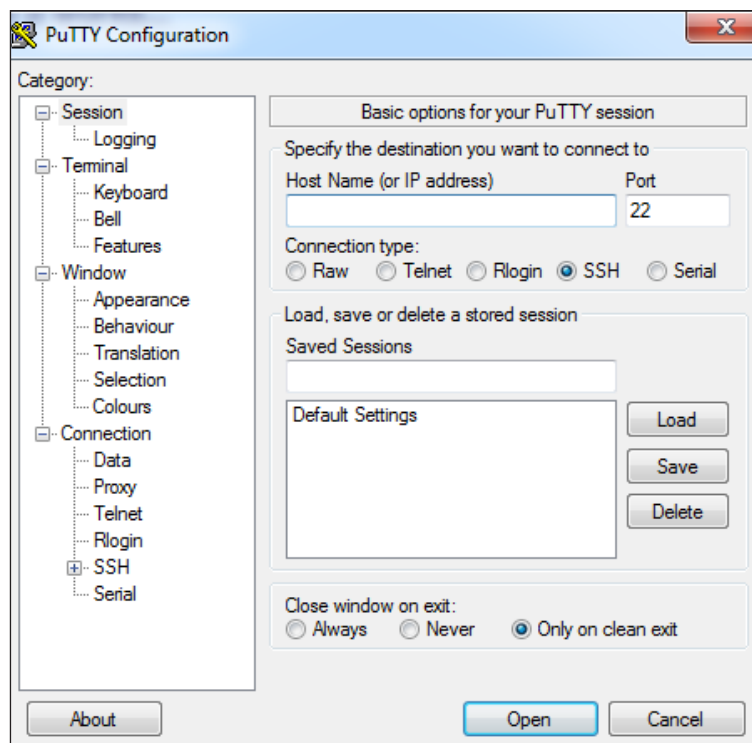 PuTTY Configuration
Category:
Session
Logging
Terminal
Keyboard
Bell
Features
Window
Appearance
Behaviour
Translation
Selection
Colours
Connection
Data
Proxy
Telnet
Rlogin
SSH
Serial
Basic options for your PuTTY session
Specify the destination you want to connect to
Host Name (or IP address) Port
22
Connection type:
Raw Telnet Rlogin SSH Serial
Load, save or delete a stored session
Saved Sessions
Default Settings
Load
Save
Delete
Close window on exit:
Always Never Only on clean exit
About Open Cancel